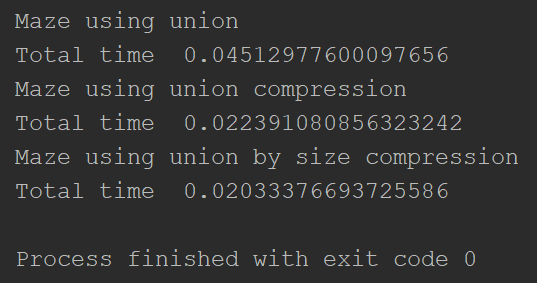 Maze using union
Total time  0.04512977600097656
Maze using union compression
Total time  0.022391080856323242
Maze using union by size compression
Total time  0.02033376693725586
Process finished with exit code 0